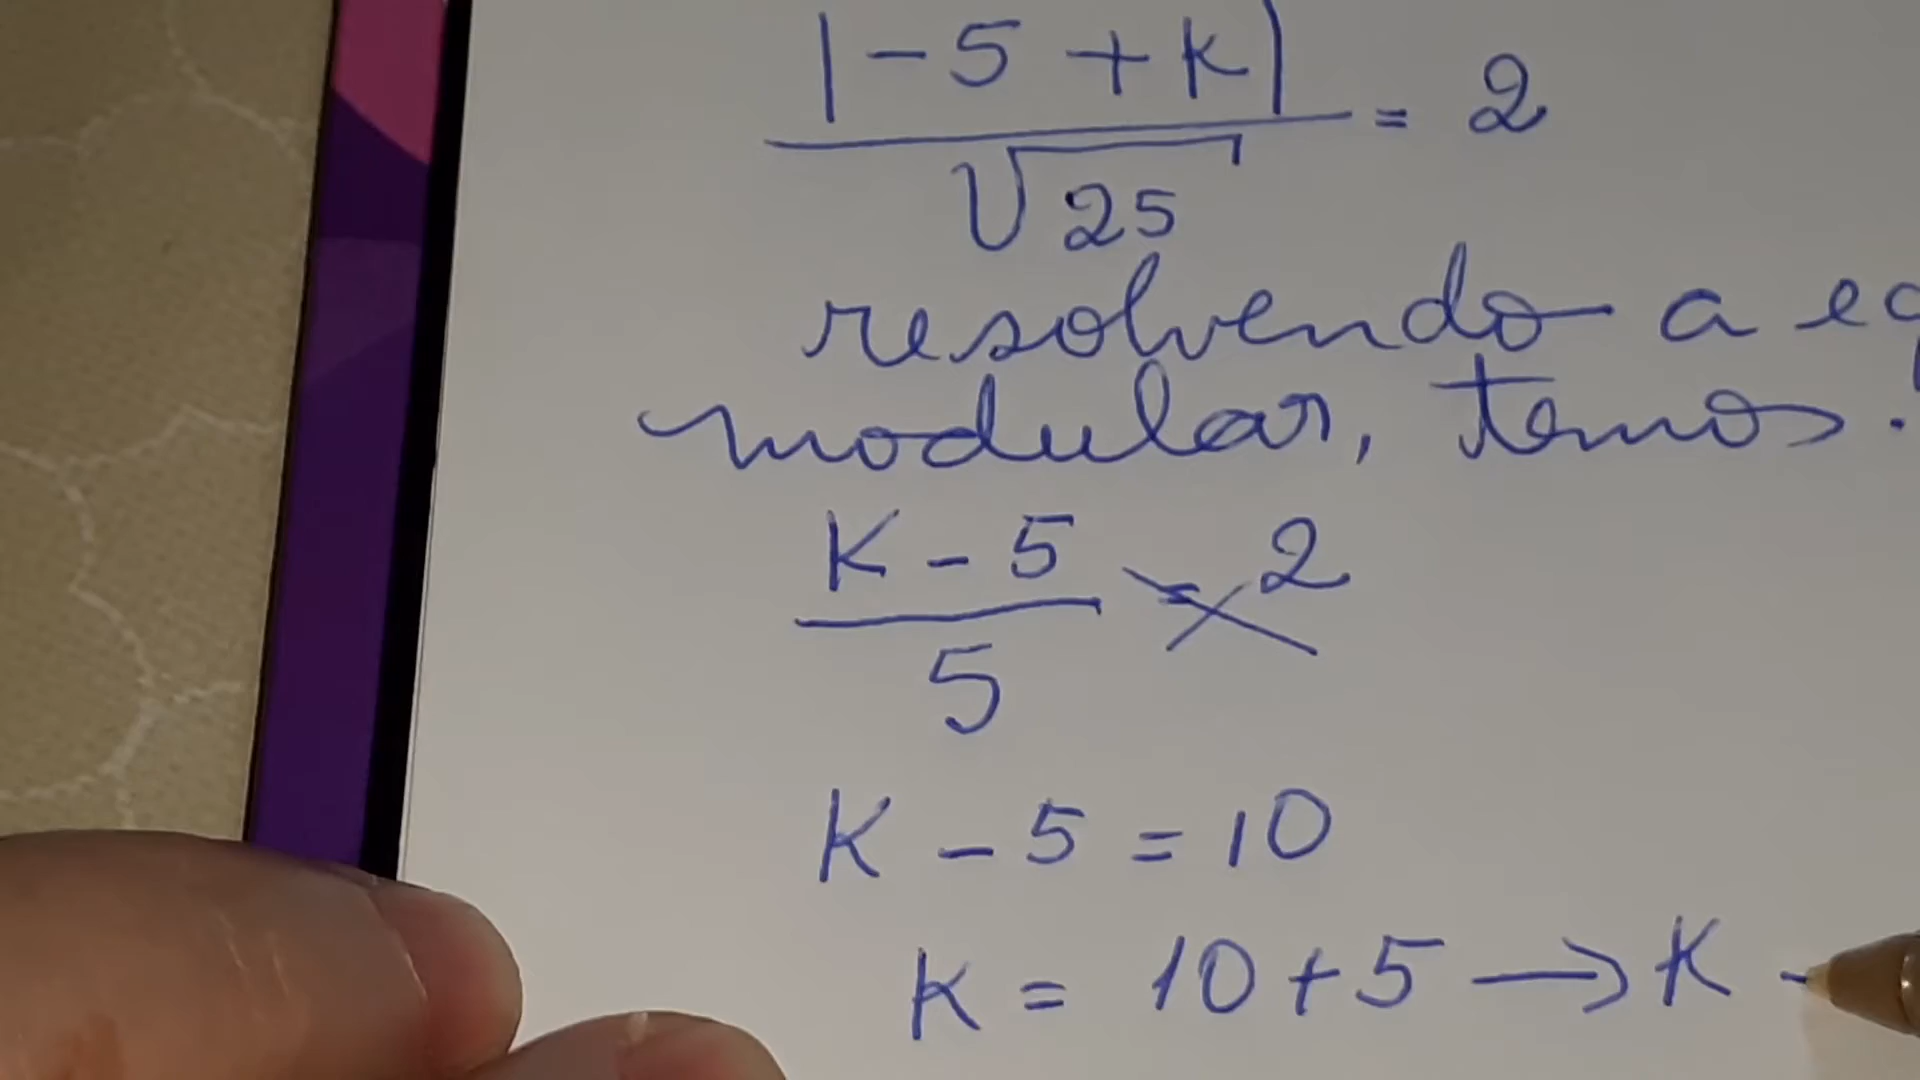 |-5 + k| / √25 = 2
resolvendo a eq
modular, temos:
K - 5 / 5 = 2
K - 5 = 10
K = 10 + 5 → K